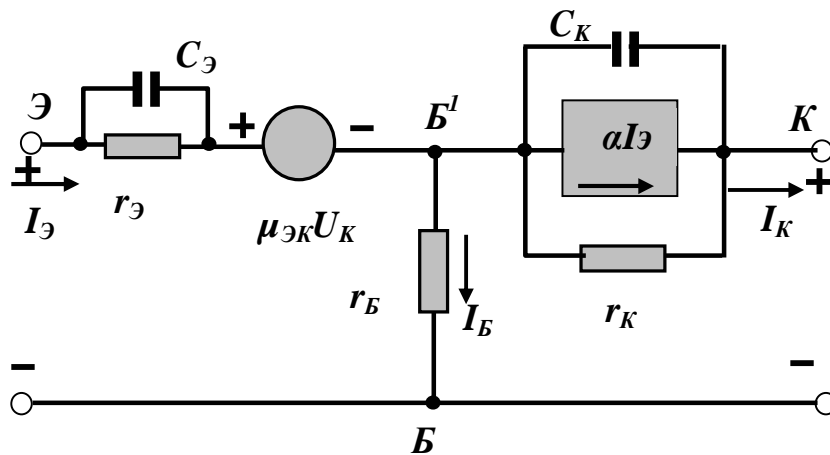 C_К
C_Э
Э
+ −
Б¹
αIэ
К
+
r_Э
+
I_Э
μ_ЭК U_К
I_К
r_Б
I_Б
r_К
− −
Б